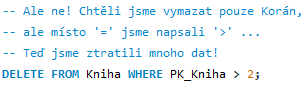 -- Ale ne! Chtěli jsme vymazat pouze Korán,
-- ale místo '=' jsme napsali '>' ...
-- Teď jsme ztratili mnoho dat!
DELETE FROM Kniha WHERE PK_Kniha > 2;